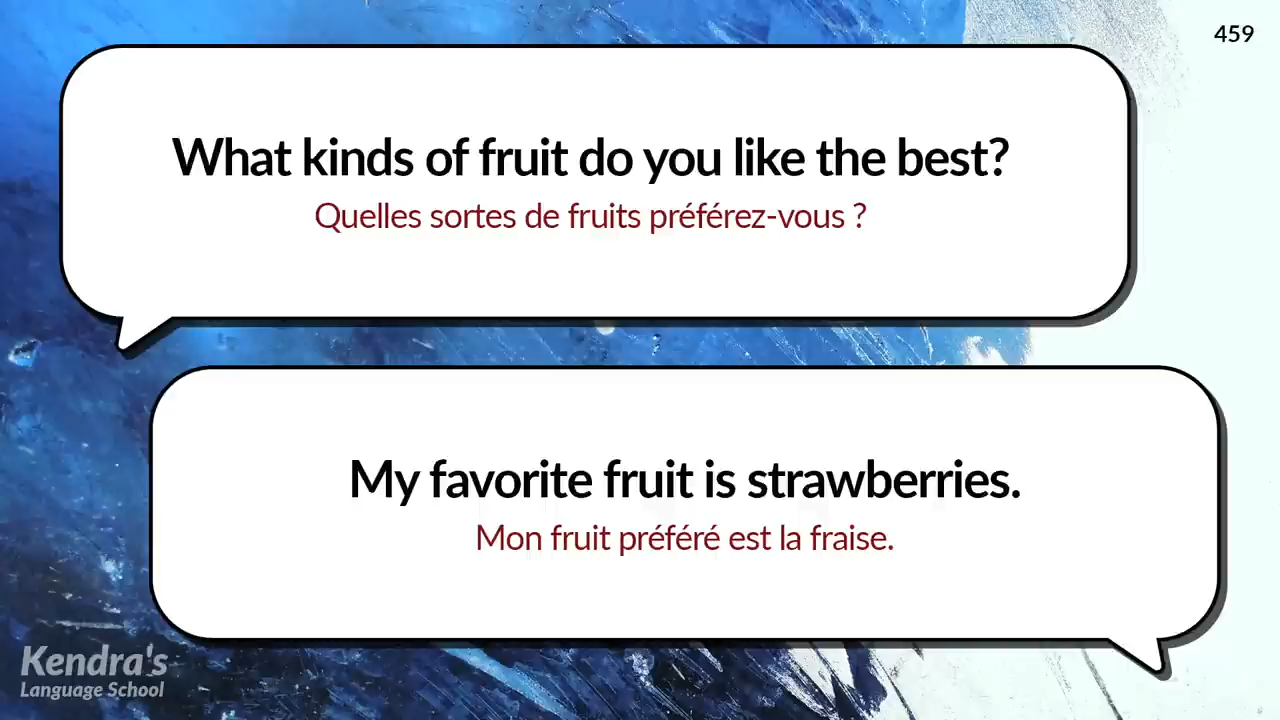 459
What kinds of fruit do you like the best?
Quelles sortes de fruits préférez-vous ?
My favorite fruit is strawberries.
Mon fruit préféré est la fraise.
Kendra's
Language School